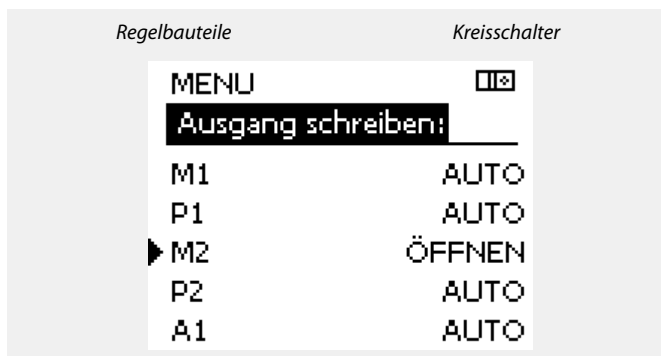 Regelbauteile Kreisschalter
MENU
Ausgang schreiben:
M1 AUTO
P1 AUTO
M2 ÖFFNEN
P2 AUTO
A1 AUTO